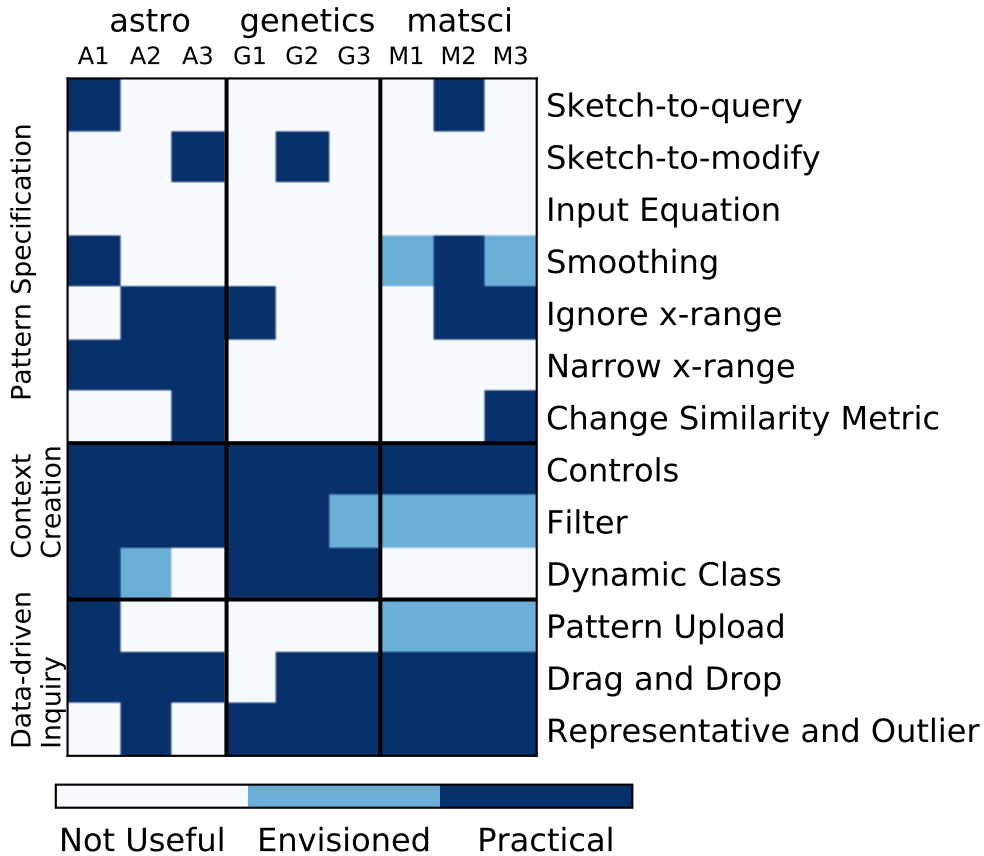 astro genetics matsci
A1 A2 A3 G1 G2 G3 M1 M2 M3
Pattern Specification
Sketch-to-query
Sketch-to-modify
Input Equation
Smoothing
Ignore x-range
Narrow x-range
Change Similarity Metric
Context
Creation
Controls
Filter
Dynamic Class
Data-driven
Inquiry
Pattern Upload
Drag and Drop
Representative and Outlier
Not Useful Envisioned Practical